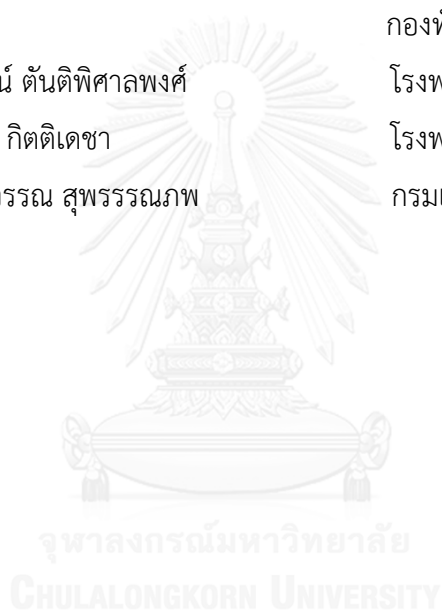 กองทั
น์ ตันติพิศาลพงศ์ โรงพ
กิตติเดชา โรงพ
วรรณ สุพรรรณภพ กรมเ
จุฬาลงกรณ์มหาวิทยาลัย
CHULALONGKORN UNIVERSITY